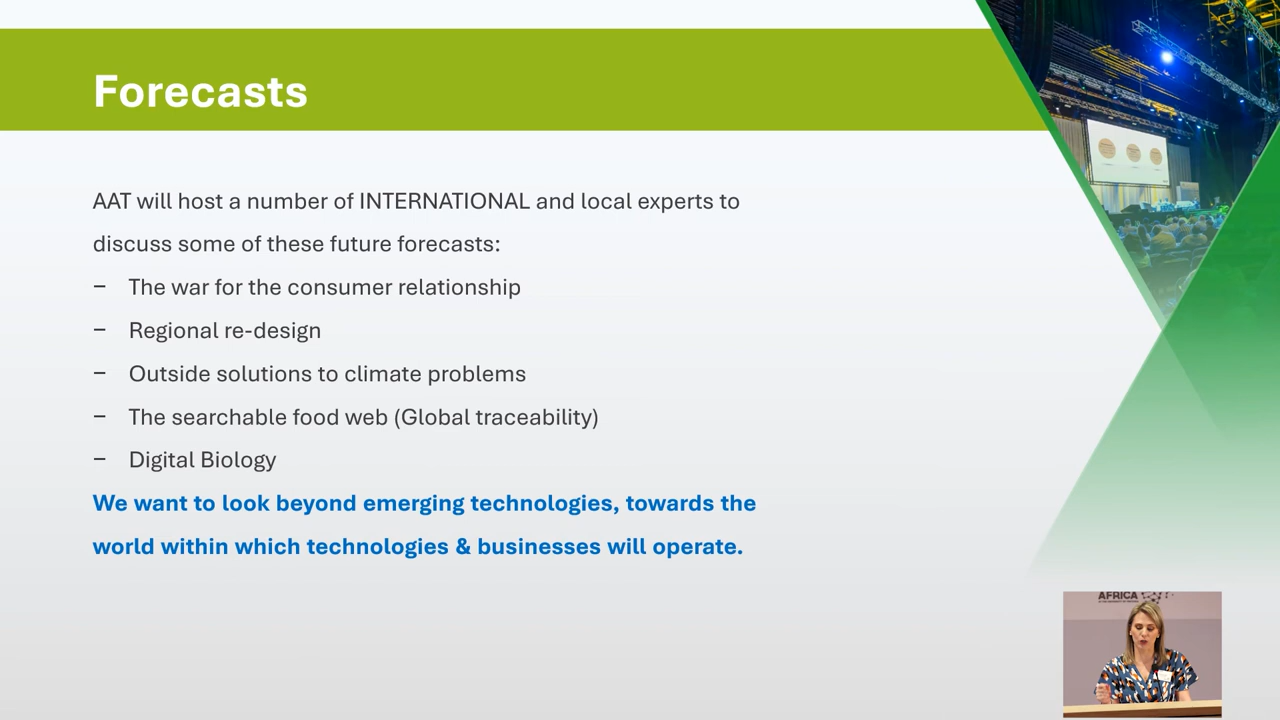 Forecasts
AAT will host a number of INTERNATIONAL and local experts to
discuss some of these future forecasts:
– The war for the consumer relationship
– Regional re-design
– Outside solutions to climate problems
– The searchable food web (Global traceability)
– Digital Biology
We want to look beyond emerging technologies, towards the
world within which technologies & businesses will operate.
AFRICA